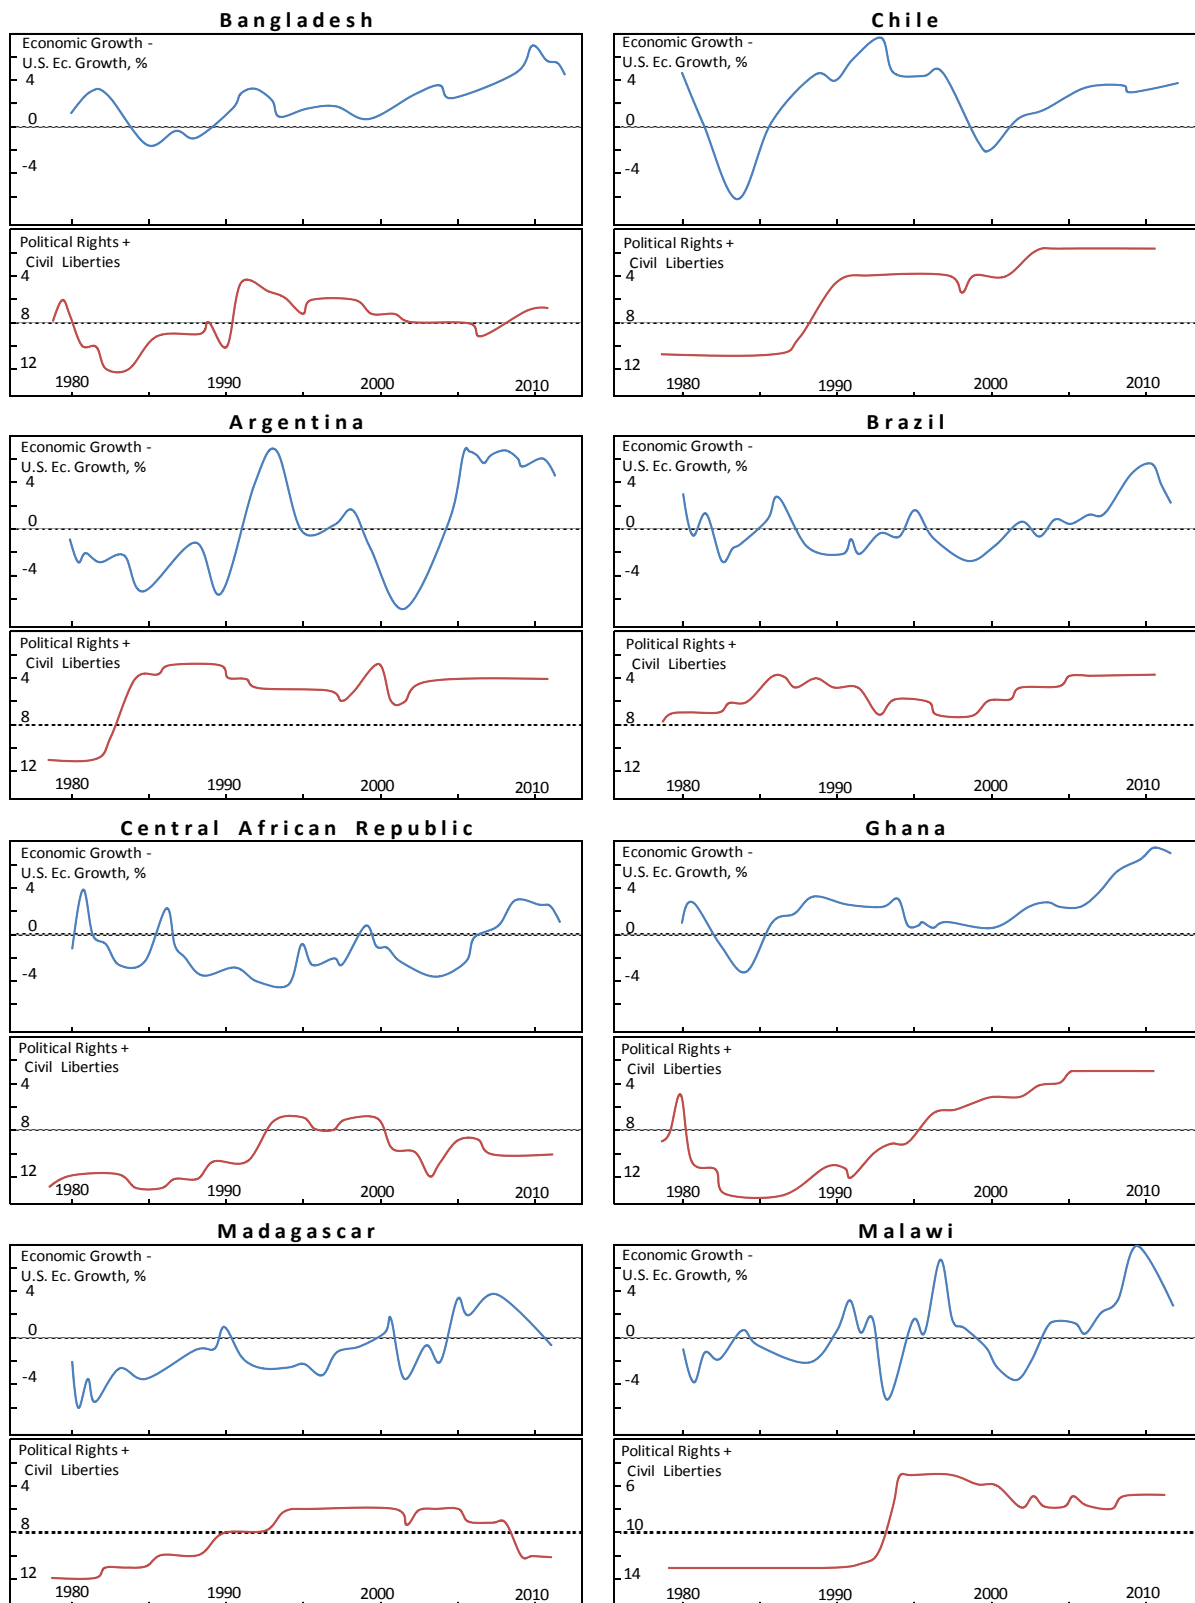 Bangladesh
Economic Growth -
U.S. Ec. Growth, %
4
0
-4
Political Rights +
Civil Liberties
4
8
12
1980
1990
2000
2010
Chile
Economic Growth -
U.S. Ec. Growth, %
4
0
-4
Political Rights +
Civil Liberties
4
8
12
1980
1990
2000
2010
Argentina
Economic Growth -
U.S. Ec. Growth, %
4
0
-4
Political Rights +
Civil Liberties
4
8
12
1980
1990
2000
2010
Brazil
Economic Growth -
U.S. Ec. Growth, %
4
0
-4
Political Rights +
Civil Liberties
4
8
12
1980
1990
2000
2010
Central African Republic
Economic Growth -
U.S. Ec. Growth, %
4
0
-4
Political Rights +
Civil Liberties
4
8
12
1980
1990
2000
2010
Ghana
Economic Growth -
U.S. Ec. Growth, %
4
0
-4
Political Rights +
Civil Liberties
4
8
12
1980
1990
2000
2010
Madagascar
Economic Growth -
U.S. Ec. Growth, %
4
0
-4
Political Rights +
Civil Liberties
4
8
12
1980
1990
2000
2010
Malawi
Economic Growth -
U.S. Ec. Growth, %
4
0
-4
Political Rights +
Civil Liberties
6
10
14
1980
1990
2000
2010